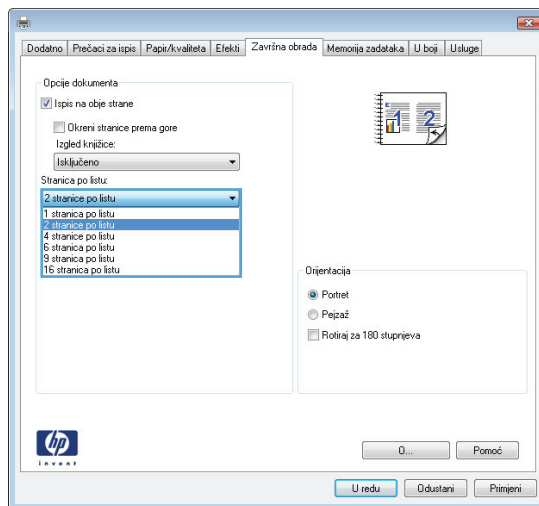 Dodatno Prečaci za ispis Papir/kvaliteta Efekti Završna obrada Memorija zadataka U boji Usluge
Opcije dokumenta
Ispis na obje strane
Okreni stranice prema gore
Izgled knjižice:
Isključeno
Stranica po listu:
2 stranice po listu
1 stranica po listu
2 stranice po listu
4 stranice po listu
6 stranica po listu
9 stranica po listu
16 stranica po listu
1 2
Orijentacija
Portret
Pejzaž
Rotiraj za 180 stupnjeva
hp
invent
O... Pomoć
U redu Odustani Primjeni